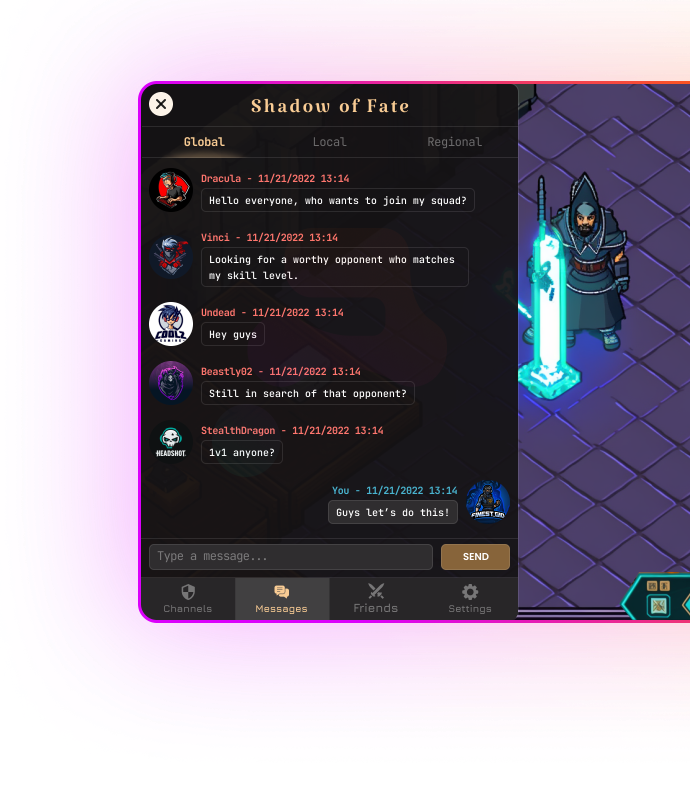 Shadow of Fate
Global
Local
Regional
Dracula - 11/21/2022 13:14
Hello everyone, who wants to join my squad?
Vinci - 11/21/2022 13:14
Looking for a worthy opponent who matches
my skill level.
COOLZ
GAMING
Undead - 11/21/2022 13:14
Hey guys
Beastly02 - 11/21/2022 13:14
Still in search of that opponent?
HEADSHOT
StealthDragon - 11/21/2022 13:14
1v1 anyone?
You - 11/21/2022 13:14
Guys let’s do this!
Type a message...
SEND
Channels
Messages
Friends
Settings